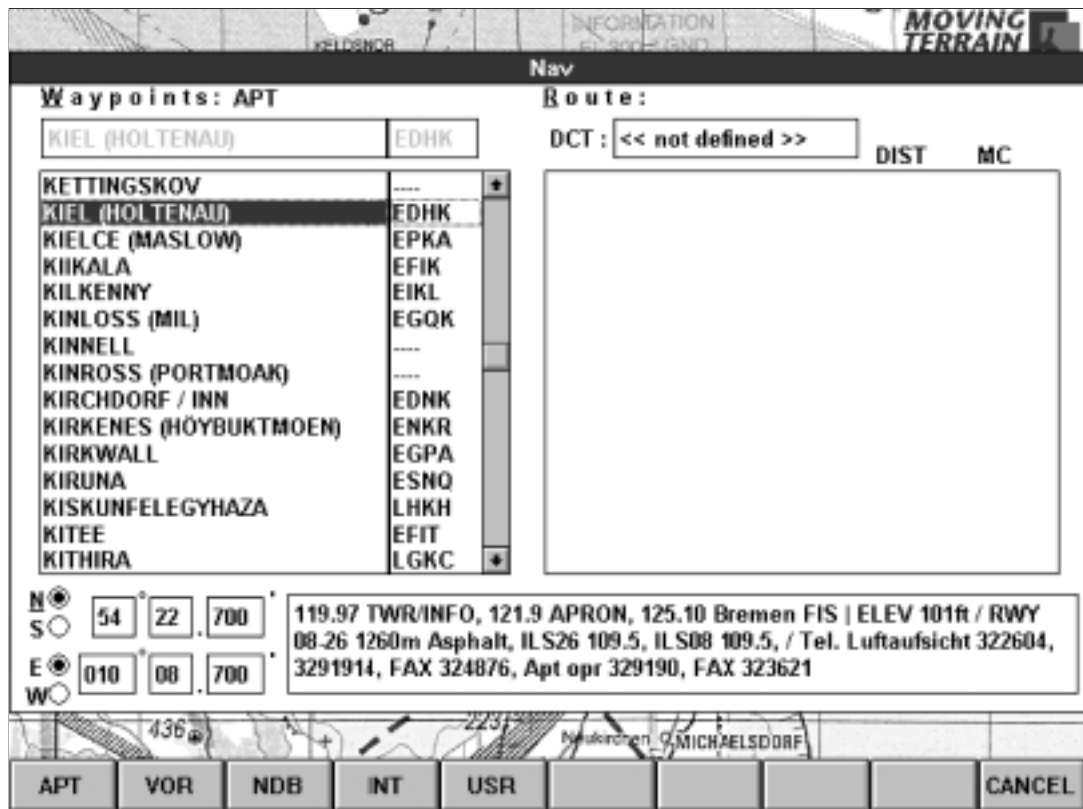 KELDSNOR
INFORMATION
MOVING
TERRAIN
Nav
Waypoints: APT
Route:
KIEL (HOLTENAU) EDHK
DCT : << not defined >>
DIST MC
KETTINGSKOV ----
KIEL (HOLTENAU) EDHK
KIELCE (MASLOW) EPKA
KIIKALA EFIK
KILKENNY EIKL
KINLOSS (MIL) EGQK
KINNELL ----
KINROSS (PORTMOAK) ----
KIRCHDORF / INN EDNK
KIRKENES (HÖYBUKTMOEN) ENKR
KIRKWALL EGPA
KIRUNA ESNQ
KISKUNFELEGYHAZA LHKH
KITEE EFIT
KITHIRA LGKC
N
S
54 ° 22 . 700 '
E
W
010 ° 08 . 700 '
119.97 TWR/INFO, 121.9 APRON, 125.10 Bremen FIS | ELEV 101ft / RWY
08-26 1260m Asphalt, ILS26 109.5, ILS08 109.5, / Tel. Luftaufsicht 322604,
3291914, FAX 324876, Apt opr 329190, FAX 323621
436
223
Neukirchen
MICHAELSDORF
APT VOR NDB INT USR CANCEL